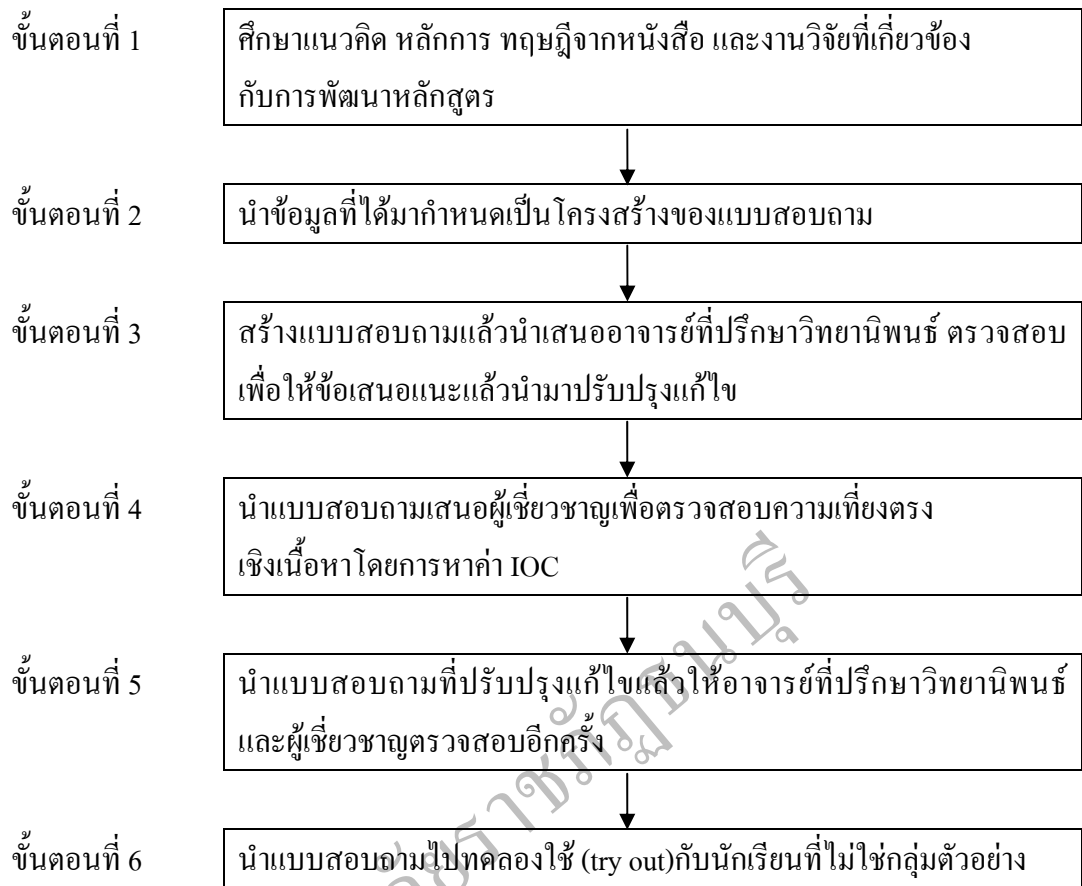 ขั้นตอนที่ 1
ศึกษาแนวคิด หลักการ ทฤษฎีจากหนังสือ และงานวิจัยที่เกี่ยวข้อง
กับการพัฒนาหลักสูตร
ขั้นตอนที่ 2
นำข้อมูลที่ได้มากำหนดเป็นโครงสร้างของแบบสอบถาม
ขั้นตอนที่ 3
สร้างแบบสอบถามแล้วนำเสนออาจารย์ที่ปรึกษาวิทยานิพนธ์ ตรวจสอบ
เพื่อให้ข้อเสนอแนะแล้วนำมาปรับปรุงแก้ไข
ขั้นตอนที่ 4
นำแบบสอบถามเสนอผู้เชี่ยวชาญเพื่อตรวจสอบความเที่ยงตรง
เชิงเนื้อหาโดยการหาค่า IOC
ขั้นตอนที่ 5
นำแบบสอบถามที่ปรับปรุงแก้ไขแล้วให้อาจารย์ที่ปรึกษาวิทยานิพนธ์
และผู้เชี่ยวชาญตรวจสอบอีกครั้ง
ขั้นตอนที่ 6
นำแบบสอบถามไปทดลองใช้ (try out)กับนักเรียนที่ไม่ใช่กลุ่มตัวอย่าง
ราชภัฏธนบุรี